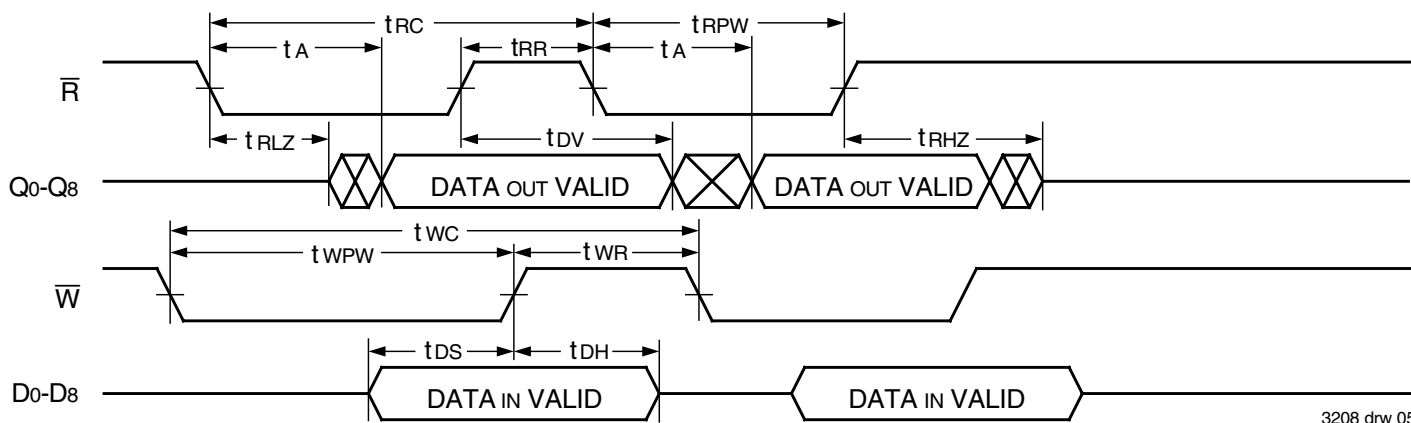 tRC tRPW
tA tRR tA
R̅
tRLZ tDV tRHZ
Q0-Q8 DATA OUT VALID DATA OUT VALID
tWC
tWPW tWR
W̅
tDS tDH
D0-D8 DATA IN VALID DATA IN VALID
3208 drw 05